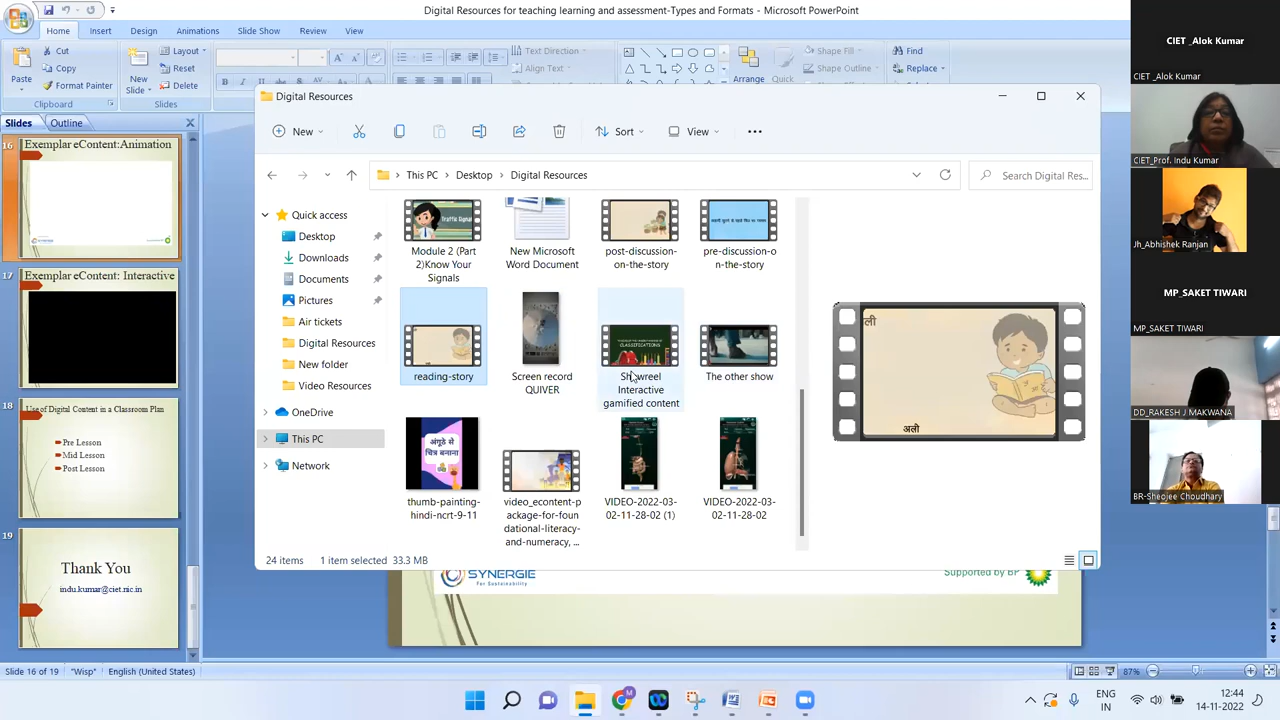 Digital Resources for teaching learning and assessment-Types and Formats - Microsoft PowerPoint
Home Insert Design Animations Slide Show Review View
Paste
Cut
Copy
Format Painter
Clipboard
New Slide
Layout
Reset
Delete
Slides
Text Direction
Align Text
Arrange
Quick
Shape Fill
Shape Outline
Find
Replace
Slides Outline
16
Exemplar eContent:Animation
17
Exemplar eContent: Interactive
18
Use of Digital Content in a Classroom Plan
Pre Lesson
Mid Lesson
Post Lesson
19
Thank You
indu.kumar@ciet.nic.in
Digital Resources
New
Sort
View
This PC > Desktop > Digital Resources
Search Digital Res...
Quick access
Desktop
Downloads
Documents
Pictures
Air tickets
Digital Resources
New folder
Video Resources
OneDrive
This PC
Network
Traffic Signal
Module 2 (Part 2)Know Your Signals
New Microsoft Word Document
post-discussion-on-the-story
pre-discussion-on-the-story
reading-story
Screen record QUIVER
CLASSIFICATIONS
Interactive gamified content
The other show
अंगूठे से
चित्र बनाना
thumb-painting-hindi-ncrt-9-11
video_econtent-package-for-foundational-literacy-and-numeracy, ...
VIDEO-2022-03-02-11-28-02 (1)
VIDEO-2022-03-02-11-28-02
ली
अली
24 items 1 item selected 33.3 MB
SYNERGIE
For Sustainability
Supported by BP
CIET _Alok Kumar
CIET _Alok Kumar
CIET_Prof. Indu Kumar
Jh_Abhishek Ranjan
MP_SAKET TIWARI
MP_SAKET TIWARI
DD_RAKESH J MAKWANA
BR-Sheojee Choudhary
Slide 16 of 19 "Wisp" English (United States)
87%
ENG
IN
12:44
14-11-2022